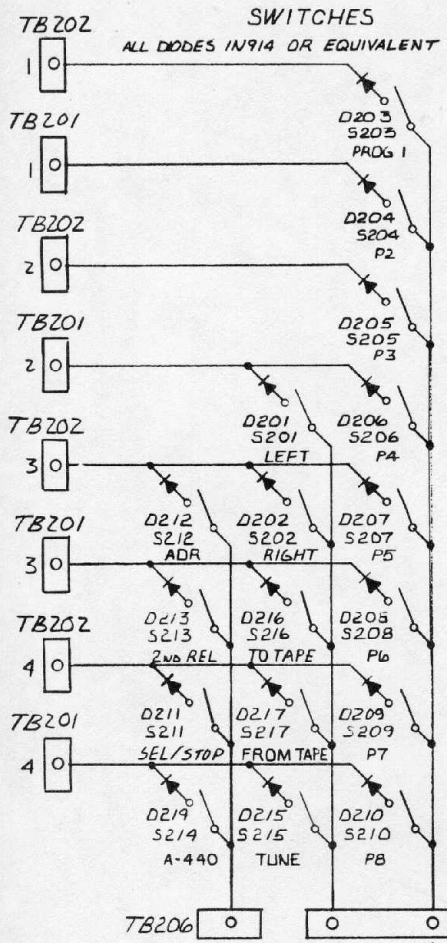 SWITCHES
ALL DIODES 1N914 OR EQUIVALENT
TB202
1
D203
S203
PROG 1
TB201
1
D204
S204
P2
TB202
2
D205
S205
P3
TB201
2
D201
S201
LEFT
D206
S206
P4
TB202
3
D212
S212
ADR
D202
S202
RIGHT
D207
S207
P5
TB201
3
D213
S213
2ND REL
D216
S216
TO TAPE
D208
S208
P6
TB202
4
D211
S211
SEL/STOP
D217
S217
FROM TAPE
D209
S209
P7
TB201
4
D219
S214
A-440
D215
S215
TUNE
D210
S210
P8
TB206